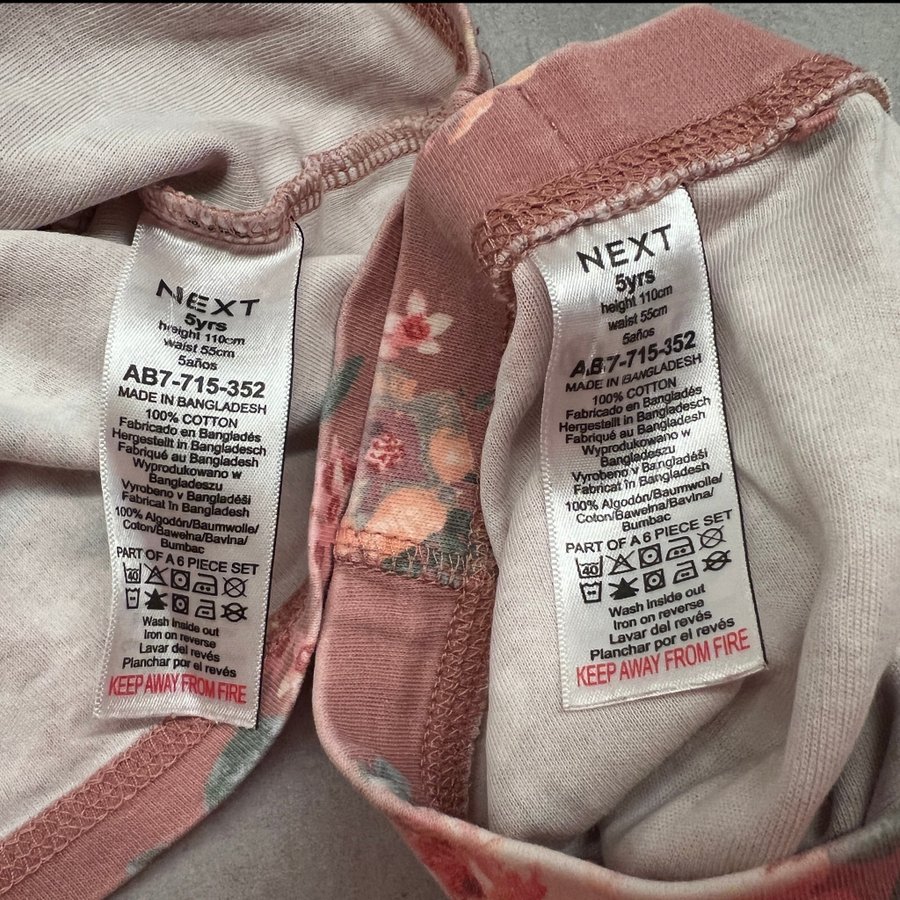 NEXT
5yrs
height 110cm
waist 55cm
5años
AB7-715-352
MADE IN BANGLADESH
100% COTTON
Fabricado en Bangladés
Hergestellt in Bangladesch
Fabriqué au Bangladesh
Wyprodukowano w
Bangladeszu
Vyrobeno v Bangladéši
Fabricat în Bangladesh
100% Algodón/Baumwolle/
Coton/Bawełna/Bavlna/
Bumbac
PART OF A 6 PIECE SET
40
Wash inside out
Iron on reverse
Lavar del revés
Planchar por el revés
KEEP AWAY FROM FIRE
NEXT
5yrs
height 110cm
waist 55cm
5años
AB7-715-352
MADE IN BANGLADESH
100% COTTON
Fabricado en Bangladés
Hergestellt in Bangladesch
Fabriqué au Bangladesh
Wyprodukowano w
Bangladeszu
Vyrobeno v Bangladéši
Fabricat în Bangladesh
100% Algodón/Baumwolle/
Coton/Bawełna/Bavlna/
Bumbac
PART OF A 6 PIECE SET
40
Wash inside out
Iron on reverse
Lavar del revés
Planchar por el revés
KEEP AWAY FROM FIRE